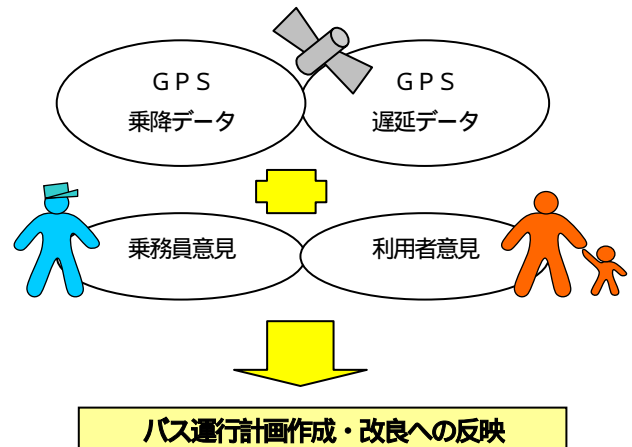 ＧＰＳ
乗降データ
ＧＰＳ
遅延データ
乗務員意見
利用者意見
バス運行計画作成・改良への反映